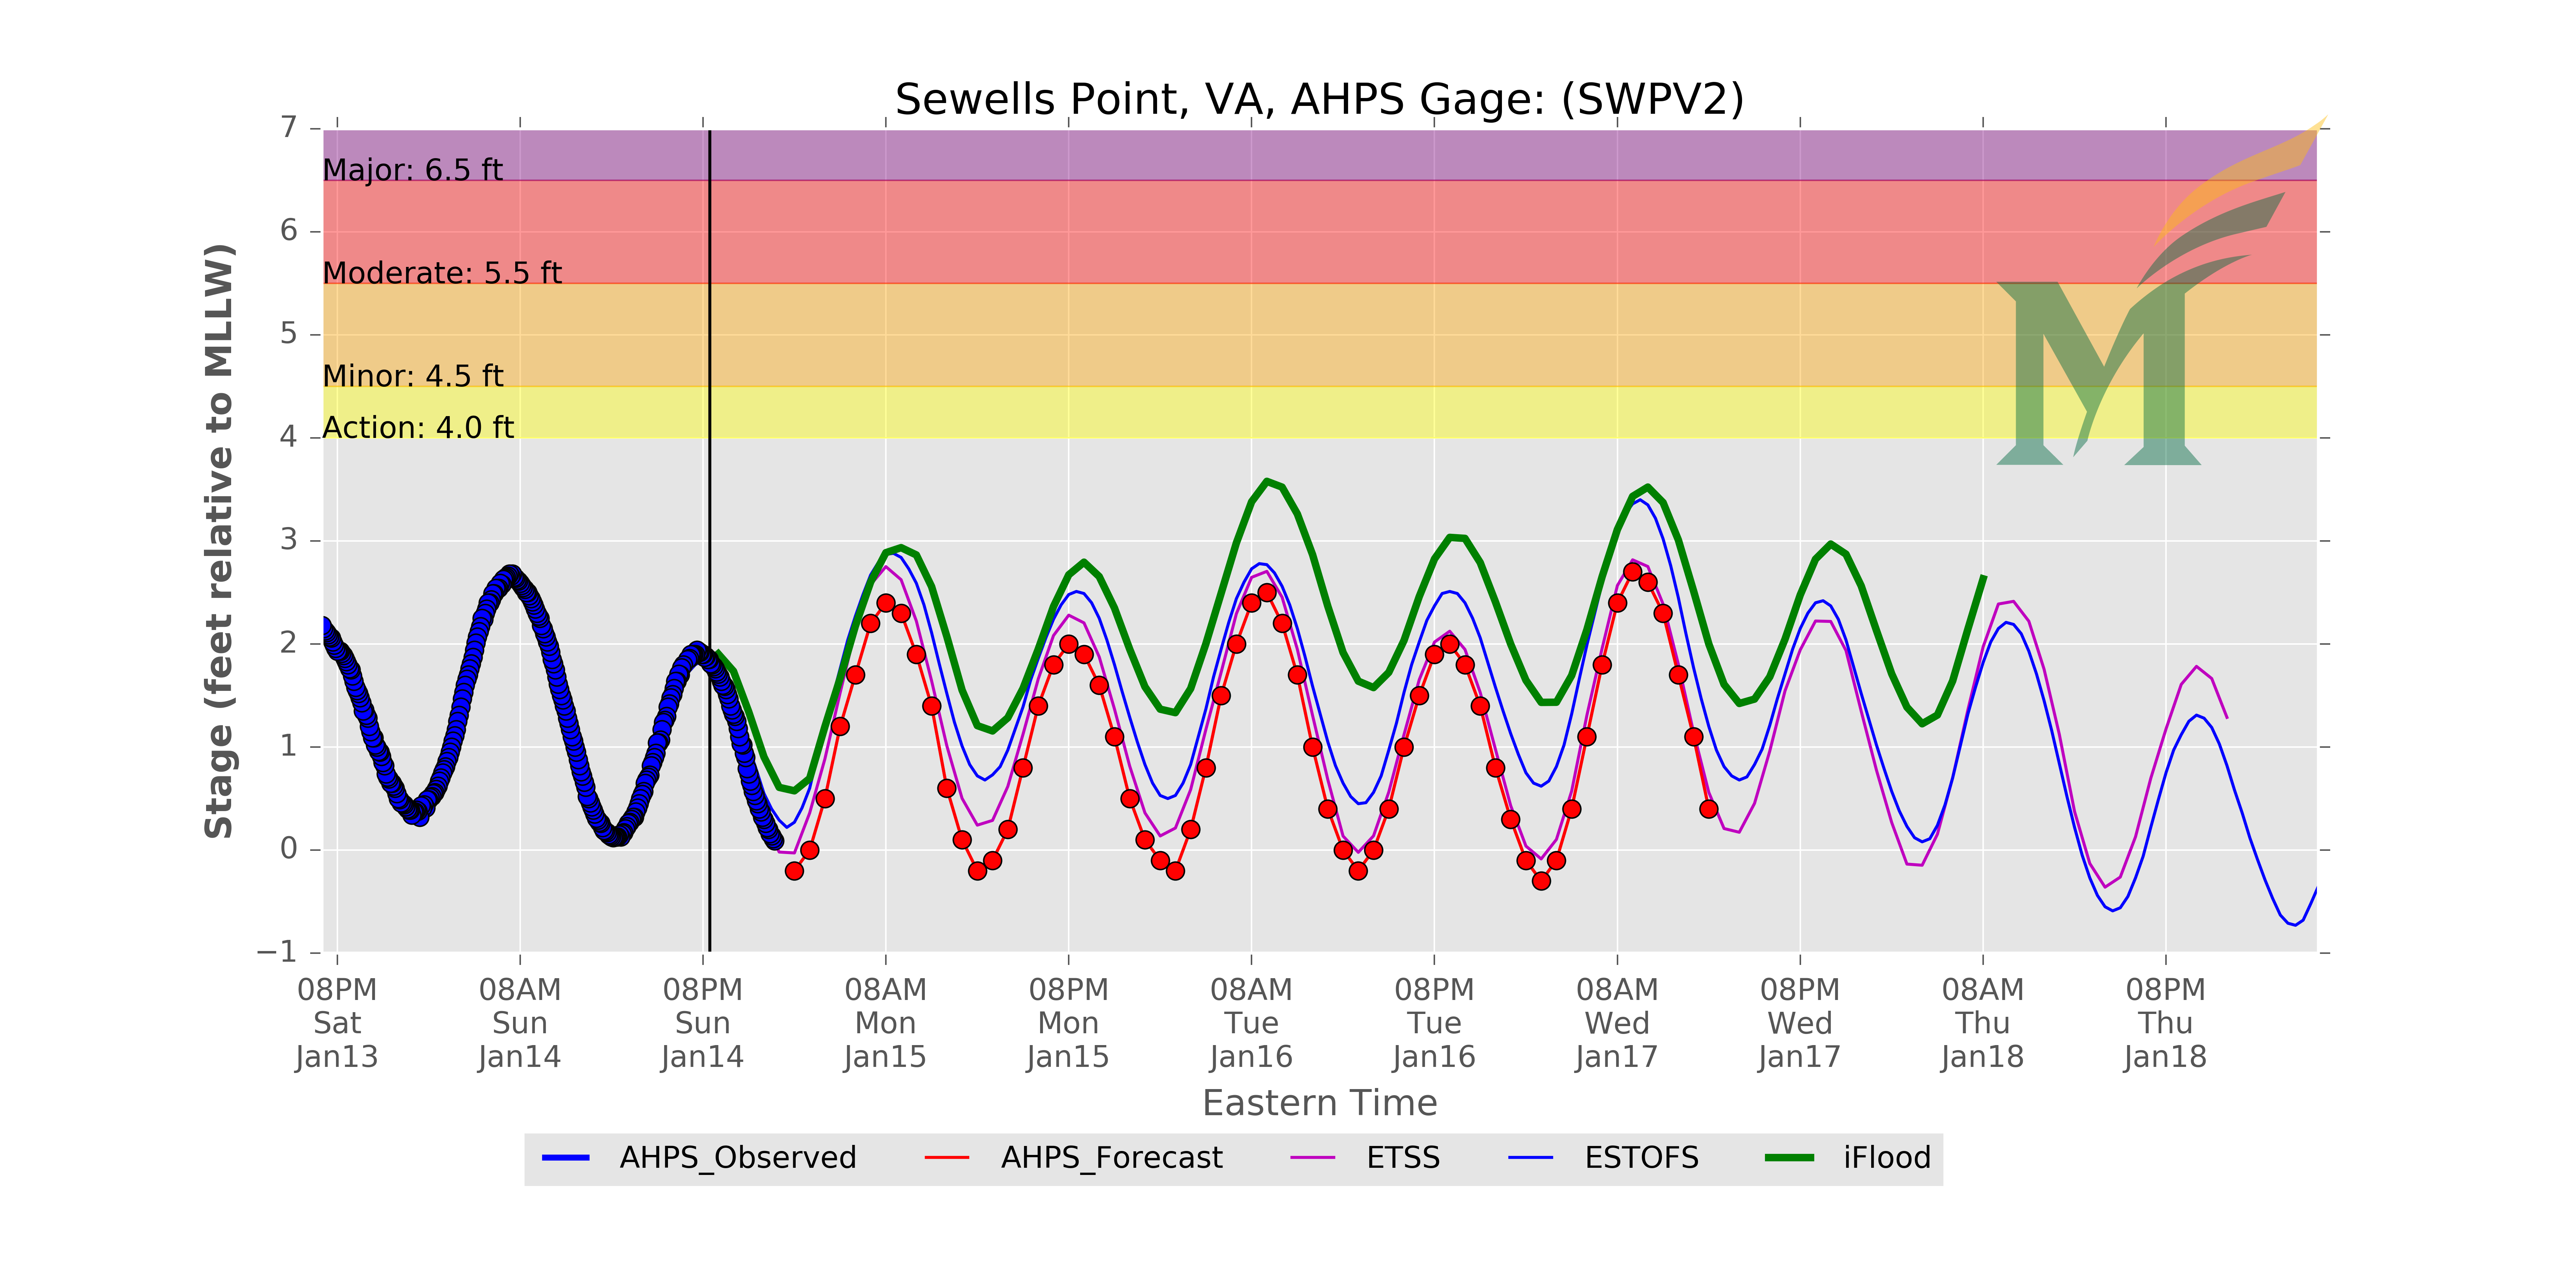 Sewells Point, VA, AHPS Gage: (SWPV2)
Stage (feet relative to MLLW)
7
6
5
4
3
2
1
0
−1
Major: 6.5 ft
Moderate: 5.5 ft
Minor: 4.5 ft
Action: 4.0 ft
M
08PM 08AM 08PM 08AM 08PM 08AM 08PM 08AM 08PM 08AM 08PM
Sat Sun Sun Mon Mon Tue Tue Wed Wed Thu Thu
Jan13 Jan14 Jan14 Jan15 Jan15 Jan16 Jan16 Jan17 Jan17 Jan18 Jan18
Eastern Time
AHPS_Observed AHPS_Forecast ETSS ESTOFS iFlood